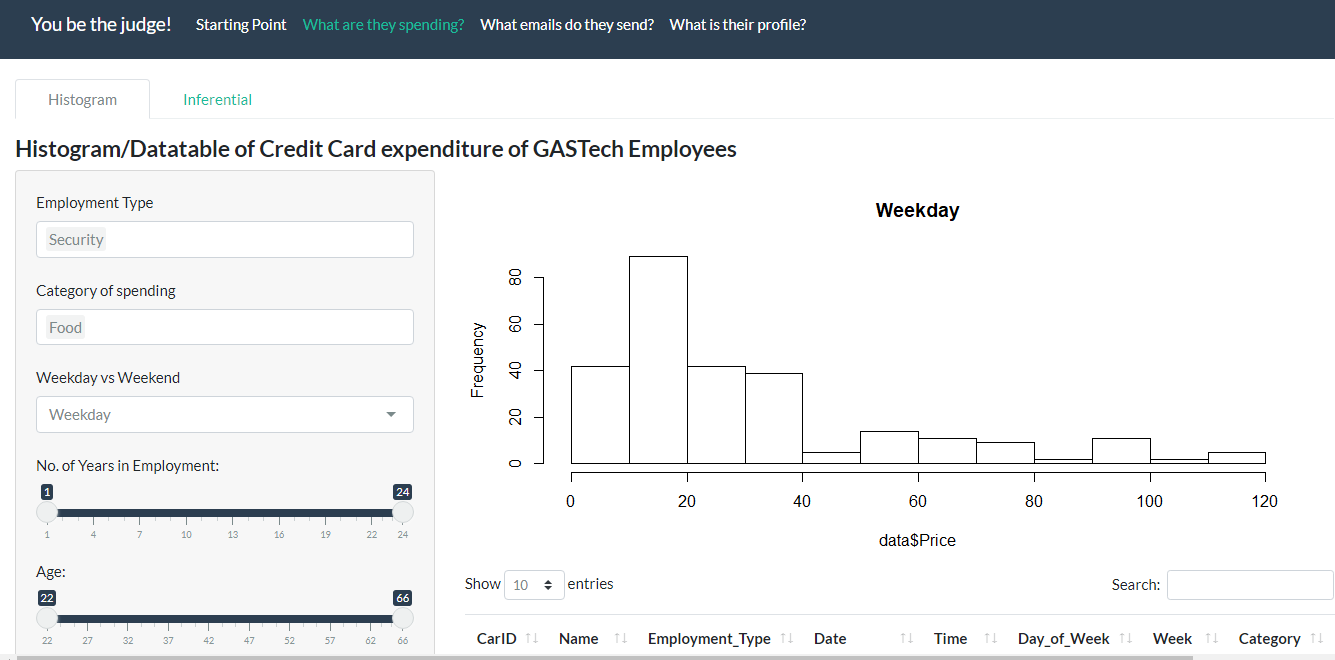 You be the judge! Starting Point What are they spending? What emails do they send? What is their profile?
Histogram Inferential
Histogram/Datatable of Credit Card expenditure of GASTech Employees
Employment Type
Security
Category of spending
Food
Weekday vs Weekend
Weekday
No. of Years in Employment:
1 24
1 4 7 10 13 16 19 22 24
Age:
22 66
22 27 32 37 42 47 52 57 62 66
Weekday
Frequency
80
60
40
20
0
0 20 40 60 80 100 120
data$Price
Show 10 entries Search:
CarID Name Employment_Type Date Time Day_of_Week Week Category